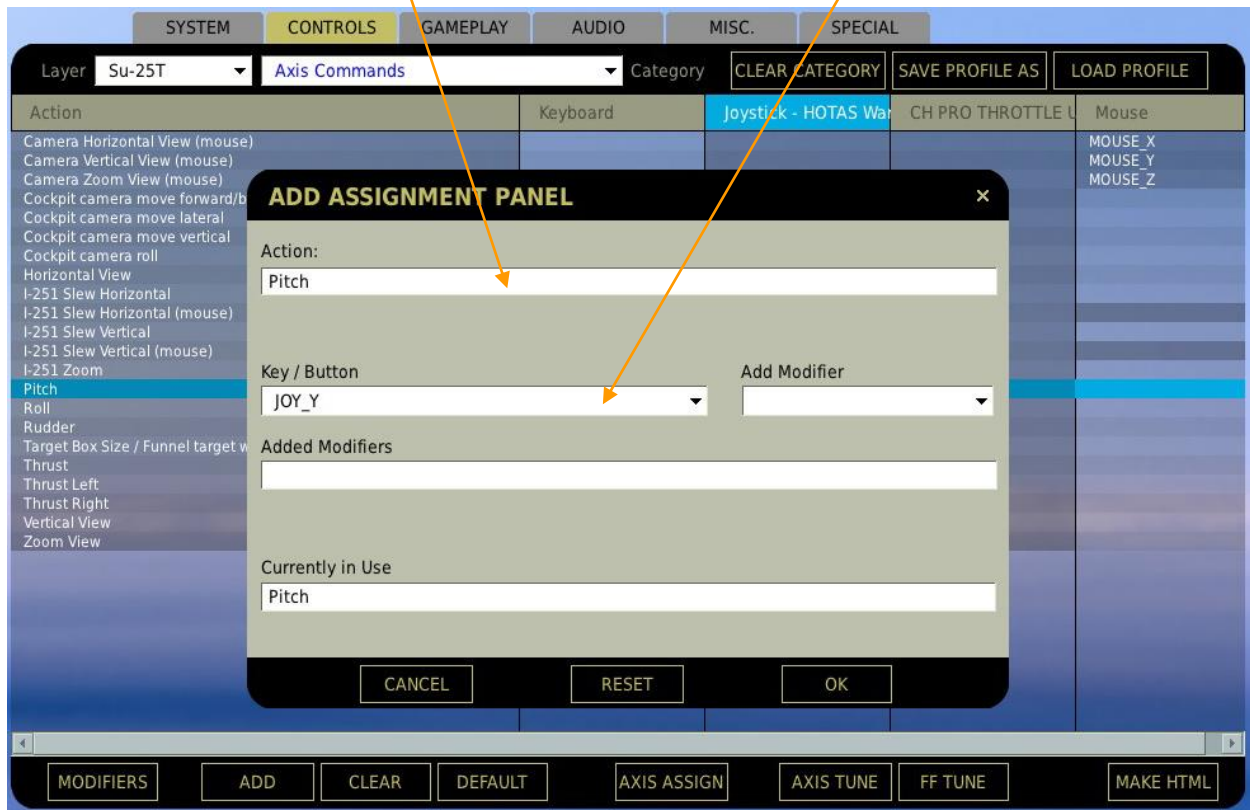 SYSTEM CONTROLS GAMEPLAY AUDIO MISC. SPECIAL
Layer Su-25T Axis Commands Category CLEAR CATEGORY SAVE PROFILE AS LOAD PROFILE
Action Keyboard Joystick - HOTAS War CH PRO THROTTLE U Mouse
Camera Horizontal View (mouse) MOUSE_X
Camera Vertical View (mouse) MOUSE_Y
Camera Zoom View (mouse) MOUSE_Z
Cockpit camera move forward/b
Cockpit camera move lateral
Cockpit camera move vertical
Cockpit camera roll
Horizontal View
I-251 Slew Horizontal
I-251 Slew Horizontal (mouse)
I-251 Slew Vertical
I-251 Slew Vertical (mouse)
I-251 Zoom
Pitch
Roll
Rudder
Target Box Size / Funnel target w
Thrust
Thrust Left
Thrust Right
Vertical View
Zoom View
ADD ASSIGNMENT PANEL ×
Action:
Pitch
Key / Button Add Modifier
JOY_Y
Added Modifiers
Currently in Use
Pitch
CANCEL RESET OK
MODIFIERS ADD CLEAR DEFAULT AXIS ASSIGN AXIS TUNE FF TUNE MAKE HTML